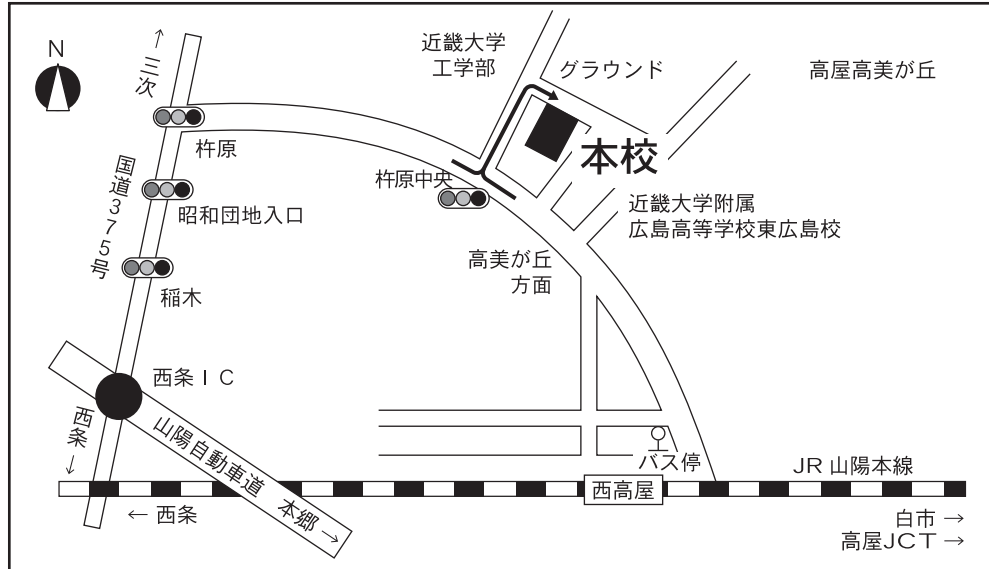 N
↑
三次
近畿大学
工学部
グラウンド
高屋高美が丘
杵原
本校
杵原中央
国道375号
昭和団地入口
近畿大学附属
広島高等学校東広島校
高美が丘
方面
稲木
西条IC
西条
↓
山陽自動車道 本郷→
バス停
JR山陽本線
西高屋
← 西条
白市 →
高屋JCT →